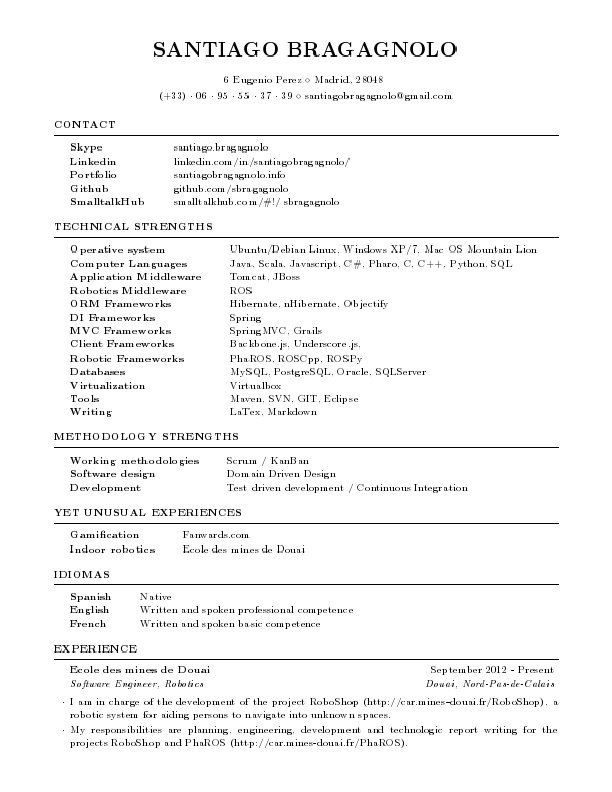 SANTIAGO BRAGAGNOLO
6 Eugenio Perez ⋄ Madrid, 28048
(+33) · 06 · 95 · 55 · 37 · 39 ⋄ santiagobragagnolo@gmail.com
CONTACT
Skype santiago.bragagnolo
Linkedin linkedin.com/in/santiagobragagnolo/
Portfolio santiagobragagnolo.info
Github github.com/sbragagnolo
SmalltalkHub smalltalkhub.com/#!/ sbragagnolo
TECHNICAL STRENGTHS
Operative system Ubuntu/Debian Linux, Windows XP/7, Mac OS Mountain Lion
Computer Languages Java, Scala, Javascript, C#, Pharo, C, C++, Python, SQL
Application Middleware Tomcat, JBoss
Robotics Middleware ROS
ORM Frameworks Hibernate, nHibernate, Objectify
DI Frameworks Spring
MVC Frameworks SpringMVC, Grails
Client Frameworks Backbone.js, Underscore.js,
Robotic Frameworks PhaROS, ROSCpp, ROSPy
Databases MySQL, PostgreSQL, Oracle, SQLServer
Virtualization Virtualbox
Tools Maven, SVN, GIT, Eclipse
Writing LaTex, Markdown
METHODOLOGY STRENGTHS
Working methodologies Scrum / KanBan
Software design Domain Driven Design
Development Test driven development / Continuous Integration
YET UNUSUAL EXPERIENCES
Gamification Fanwards.com
Indoor robotics Ecole des mines de Douai
IDIOMAS
Spanish Native
English Written and spoken professional competence
French Written and spoken basic competence
EXPERIENCE
Ecole des mines de Douai September 2012 - Present
Software Engineer, Robotics Douai, Nord-Pas-de-Calais
· I am in charge of the development of the project RoboShop (http://car.mines-douai.fr/RoboShop), a
robotic system for aiding persons to navigate into unknown spaces.
· My responsibilities are planning, engineering, development and technologic report writing for the
projects RoboShop and PhaROS (http://car.mines-douai.fr/PhaROS).